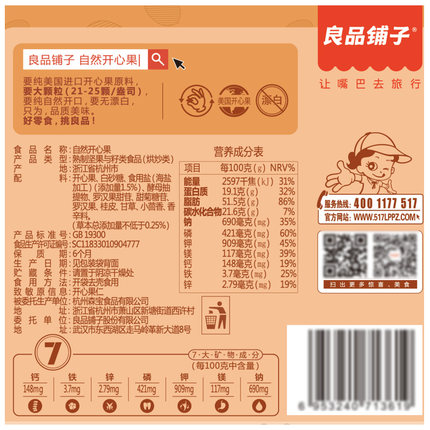 良品铺子®
让嘴巴去旅行
良品铺子 自然开心果
要纯美国进口开心果原料,
要大颗粒(21-25颗/盎司)
要纯自然开口,要无漂白,
只为,品质美味。
好零食,挑良品!
美国开心果
漂白
食品名称:自然开心果
产品类型:熟制坚果与籽类食品(烘炒类)
产地:浙江省杭州市
配料:开心果、白砂糖、食用盐(海盐
加工)(添加量1.5%)、酵母抽
提物、罗汉果甜苷、甜菊糖苷、
罗汉果、桂皮、甘草、小茴香、香
辛料。
(草本总添加量不低于0.25%)
产品标准号:GB 19300
食品生产许可证编号:SC11833010904777
保质期:6个月
生产日期:见包装袋背面
贮藏条件:请置于阴凉干燥处
食用方法:开袋去壳食用
致敏原信息:开心果仁
被委托生产单位:杭州森宝食品有限公司
地址:浙江省杭州市萧山区新塘街道西许村
委托单位:良品铺子股份有限公司
地址:武汉市东西湖区走马岭革新大道8号
营养成分表
项目 每100克(g) NRV%
能量 2597千焦(kJ) 31%
蛋白质 19.1克(g) 32%
脂肪 51.5克(g) 86%
碳水化合物 21.6克(g) 7%
钠 690毫克(mg) 35%
磷 421毫克(mg) 60%
钾 909毫克(mg) 45%
镁 117毫克(mg) 39%
钙 148毫克(mg) 19%
铁 3.7毫克(mg) 25%
锌 2.79毫克(mg) 19%
服务热线:400 1177 517
官方网站:WWW.517LPPZ.COM
扫码出更多惊喜,美食
7
7·大·矿·物·成·分
(每100克中含量)
钙 铁 锌 磷 钾 镁 钠
148mg 3.7mg 2.79mg 421mg 909mg 117mg 690mg
6 953240 713619